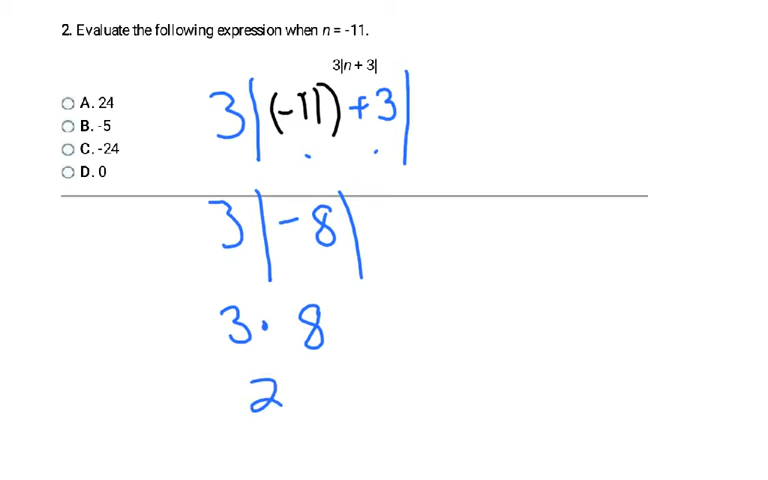 2. Evaluate the following expression when n = -11.
3|n + 3|
A. 24
B. -5
C. -24
D. 0
3|(-11)+3|
3|-8|
3· 8
2